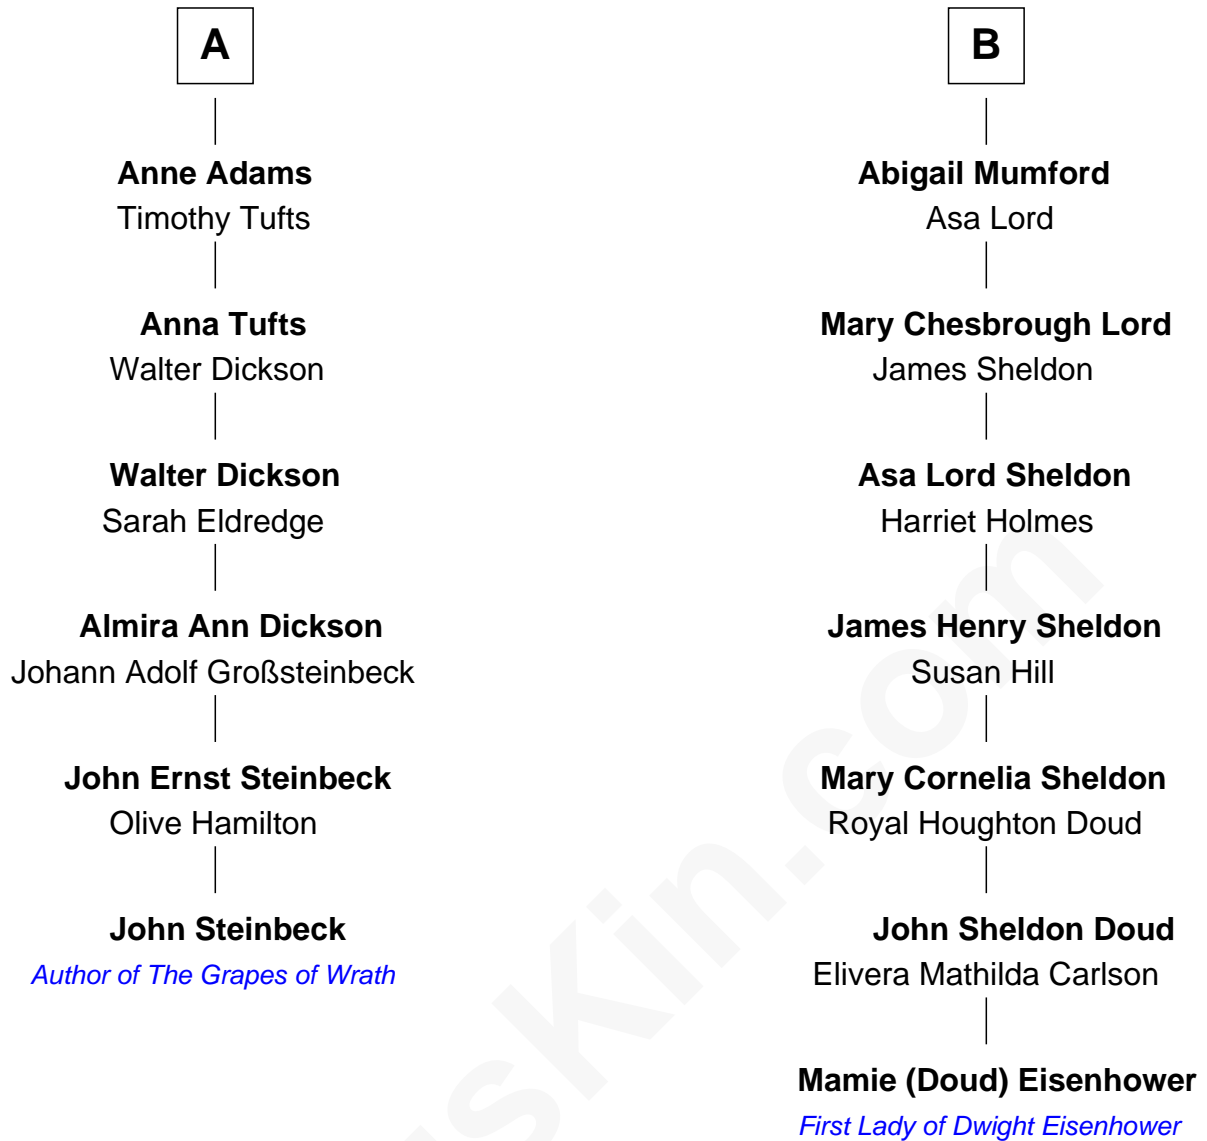 A
Anne Adams
Timothy Tufts
Anna Tufts
Walter Dickson
Walter Dickson
Sarah Eldredge
Almira Ann Dickson
Johann Adolf Großsteinbeck
John Ernst Steinbeck
Olive Hamilton
John Steinbeck
Author of The Grapes of Wrath
B
Abigail Mumford
Asa Lord
Mary Chesbrough Lord
James Sheldon
Asa Lord Sheldon
Harriet Holmes
James Henry Sheldon
Susan Hill
Mary Cornelia Sheldon
Royal Houghton Doud
John Sheldon Doud
Elivera Mathilda Carlson
Mamie (Doud) Eisenhower
First Lady of Dwight Eisenhower